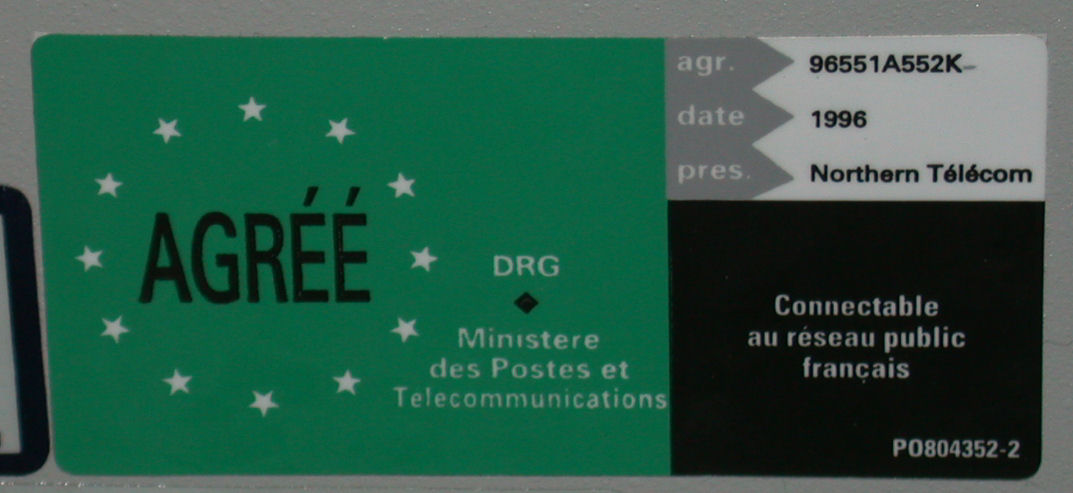 AGRÉÉ
DRG
Ministere
des Postes et
Telecommunications
agr. 96551A552K
date 1996
pres. Northern Télécom
Connectable
au réseau public
français
PO804352-2